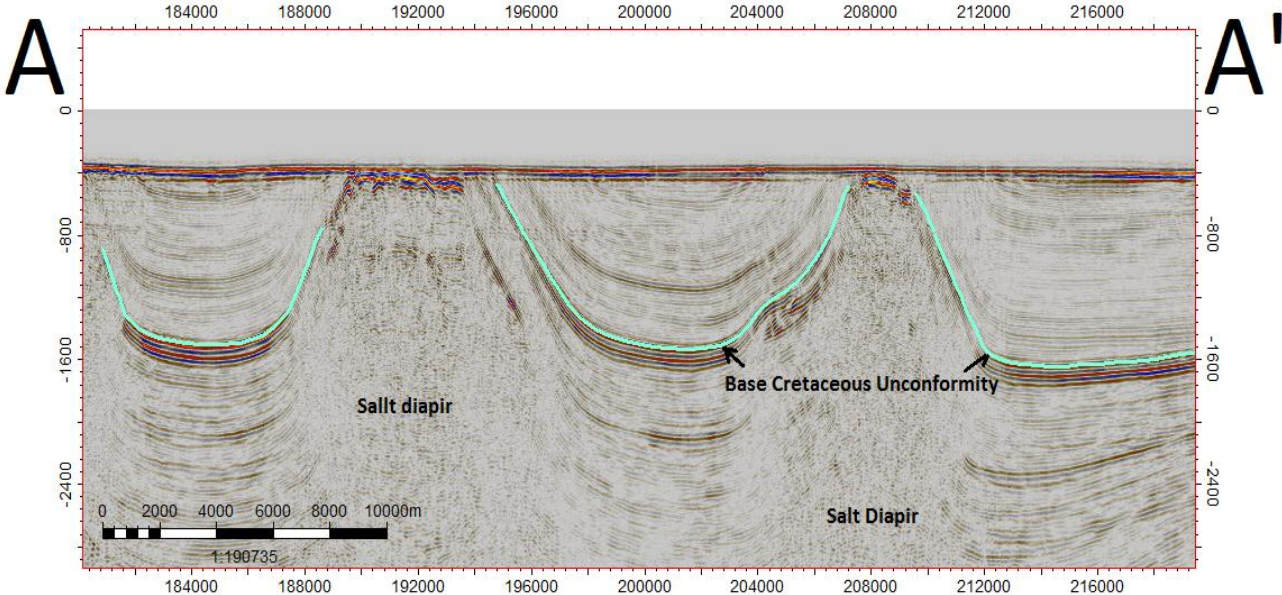 A
A'
184000 188000 192000 196000 200000 204000 208000 212000 216000
0 0
-800 -800
-1600 -1600
Base Cretaceous Unconformity
Sallt diapir
-2400 -2400
0 2000 4000 6000 8000 10000m
Salt Diapir
1:190735
184000 188000 192000 196000 200000 204000 208000 212000 216000